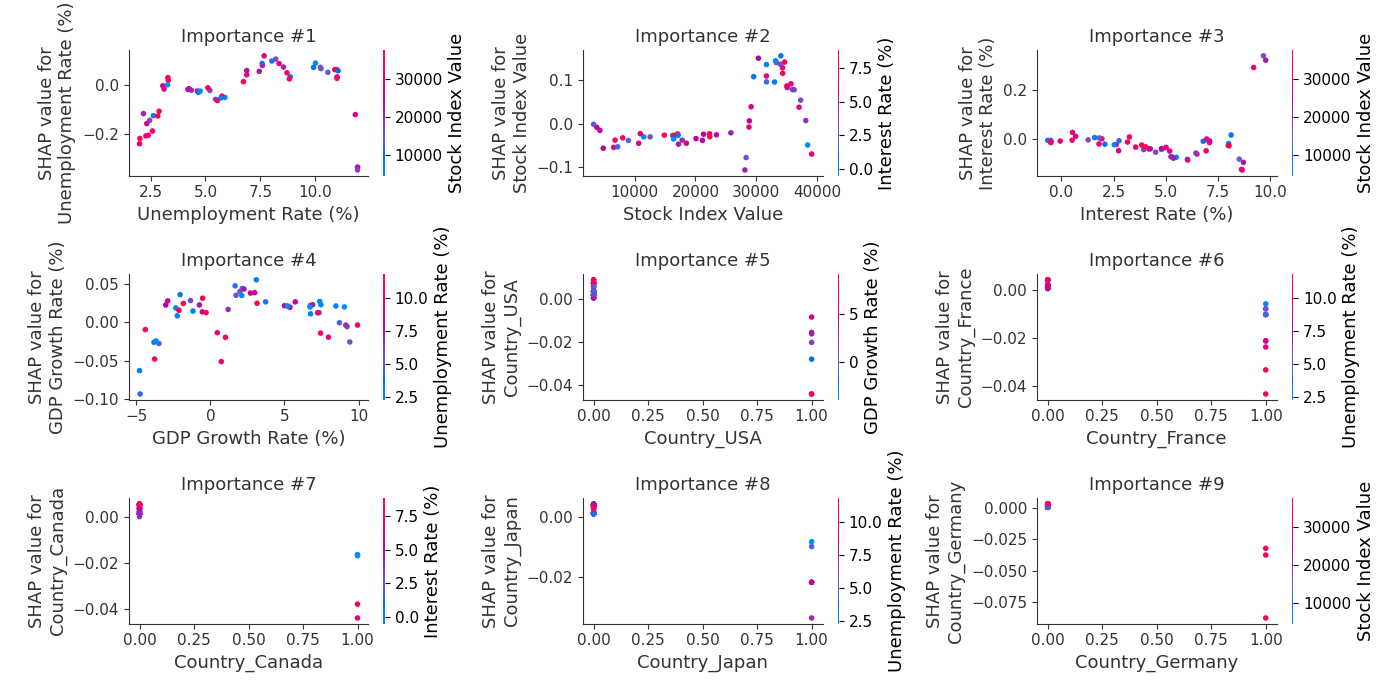 Importance #1
SHAP value for
Unemployment Rate (%)
0.0
−0.2
2.5
5.0
7.5
10.0
Unemployment Rate (%)
30000
20000
10000
Stock Index Value
Importance #2
SHAP value for
Stock Index Value
0.1
0.0
−0.1
10000
20000
30000
40000
Stock Index Value
7.5
5.0
2.5
0.0
Interest Rate (%)
Importance #3
SHAP value for
Interest Rate (%)
0.2
0.0
0.0
2.5
5.0
7.5
10.0
Interest Rate (%)
30000
20000
10000
Stock Index Value
Importance #4
SHAP value for
GDP Growth Rate (%)
0.05
0.00
−0.05
−0.10
−5
0
5
10
GDP Growth Rate (%)
10.0
7.5
5.0
2.5
Unemployment Rate (%)
Importance #5
SHAP value for
Country_USA
0.00
−0.02
−0.04
0.00
0.25
0.50
0.75
1.00
Country_USA
5
0
GDP Growth Rate (%)
Importance #6
SHAP value for
Country_France
0.00
−0.02
−0.04
0.00
0.25
0.50
0.75
1.00
Country_France
10.0
7.5
5.0
2.5
Unemployment Rate (%)
Importance #7
SHAP value for
Country_Canada
0.00
−0.02
−0.04
0.00
0.25
0.50
0.75
1.00
Country_Canada
7.5
5.0
2.5
0.0
Interest Rate (%)
Importance #8
SHAP value for
Country_Japan
0.00
−0.02
0.00
0.25
0.50
0.75
1.00
Country_Japan
10.0
7.5
5.0
2.5
Unemployment Rate (%)
Importance #9
SHAP value for
Country_Germany
0.000
−0.025
−0.050
−0.075
0.00
0.25
0.50
0.75
1.00
Country_Germany
30000
20000
10000
Stock Index Value